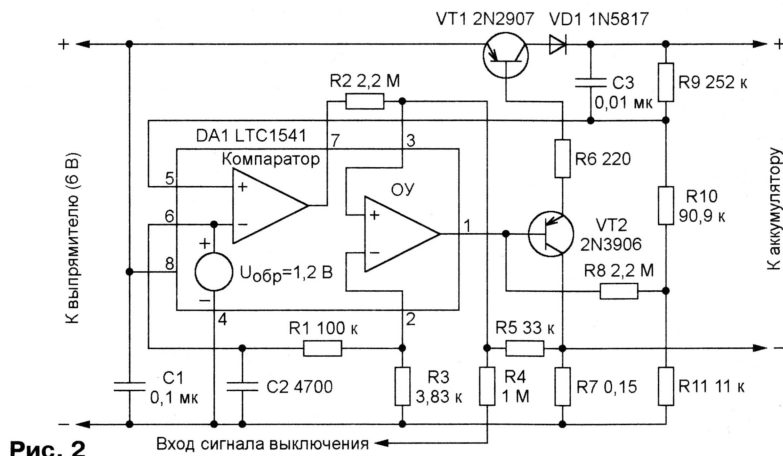 VT1 2N2907 VD1 1N5817
+
+
R2 2,2 М
C3
0,01 мк
R9 252 к
DA1 LTC1541
7
3
Компаратор
ОУ
R6 220
5
+
6
–
+
–
1
R10
90,9 к
VT2
2N3906
8
+
Uобр=1,2 В
–
R8 2,2 М
4
2
К выпрямителю (6 В)
К аккумулятору
R1 100 к
R5 33 к
–
C1
0,1 мк
C2 4700
R3
3,83 к
R4
1 М
R7 0,15
R11 11 к
–
Вход сигнала выключения
Рис. 2